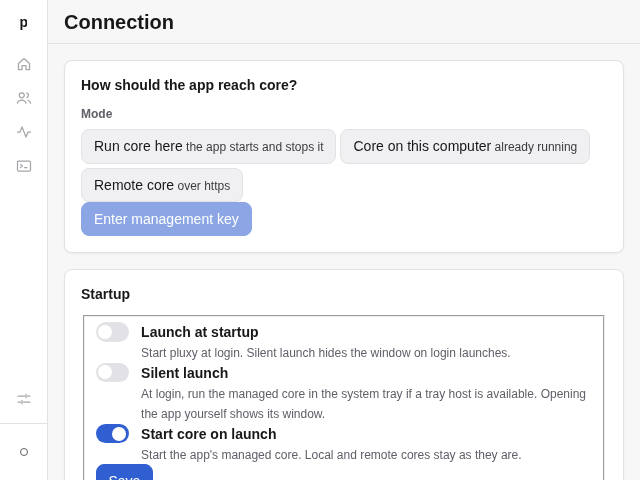 p
Connection
How should the app reach core?
Mode
Run core here the app starts and stops it
Core on this computer already running
Remote core over https
Enter management key
Startup
Launch at startup
Start pluxy at login. Silent launch hides the window on login launches.
Silent launch
At login, run the managed core in the system tray if a tray host is available. Opening
the app yourself shows its window.
Start core on launch
Start the app's managed core. Local and remote cores stay as they are.
Save